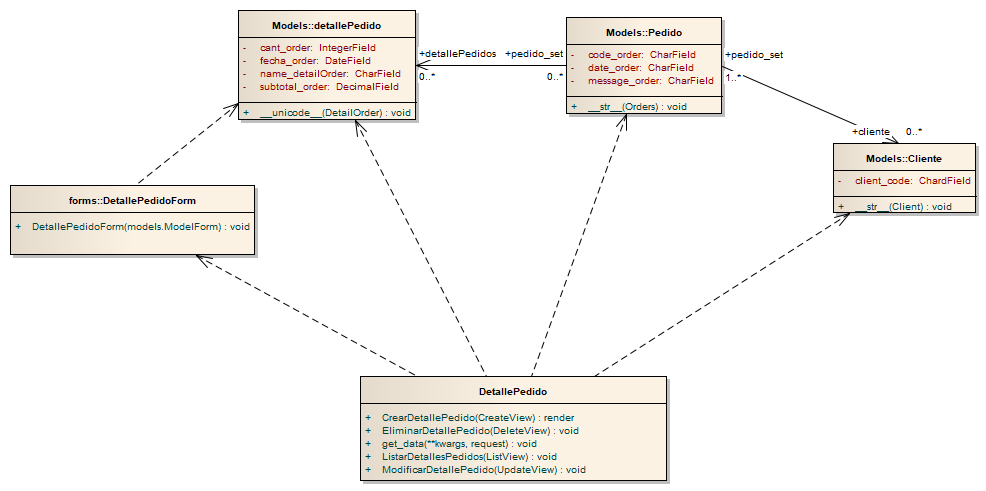 Models::detallePedido
- cant_order: IntegerField
- fecha_order: DateField
- name_detailOrder: CharField
- subtotal_order: DecimalField
+ __unicode__(DetailOrder) : void
+detallePedidos
0..*
+pedido_set
0..*
Models::Pedido
- code_order: CharField
- date_order: CharField
- message_order: CharField
+ __str__(Orders) : void
+pedido_set
1..*
+cliente 0..*
Models::Cliente
- client_code: ChardField
+ __str__(Client) : void
forms::DetallePedidoForm
+ DetallePedidoForm(models.ModelForm) : void
DetallePedido
+ CrearDetallePedido(CreateView) : render
+ EliminarDetallePedido(DeleteView) : void
+ get_data(**kwargs, request) : void
+ ListarDetallesPedidos(ListView) : void
+ ModificarDetallePedido(UpdateView) : void